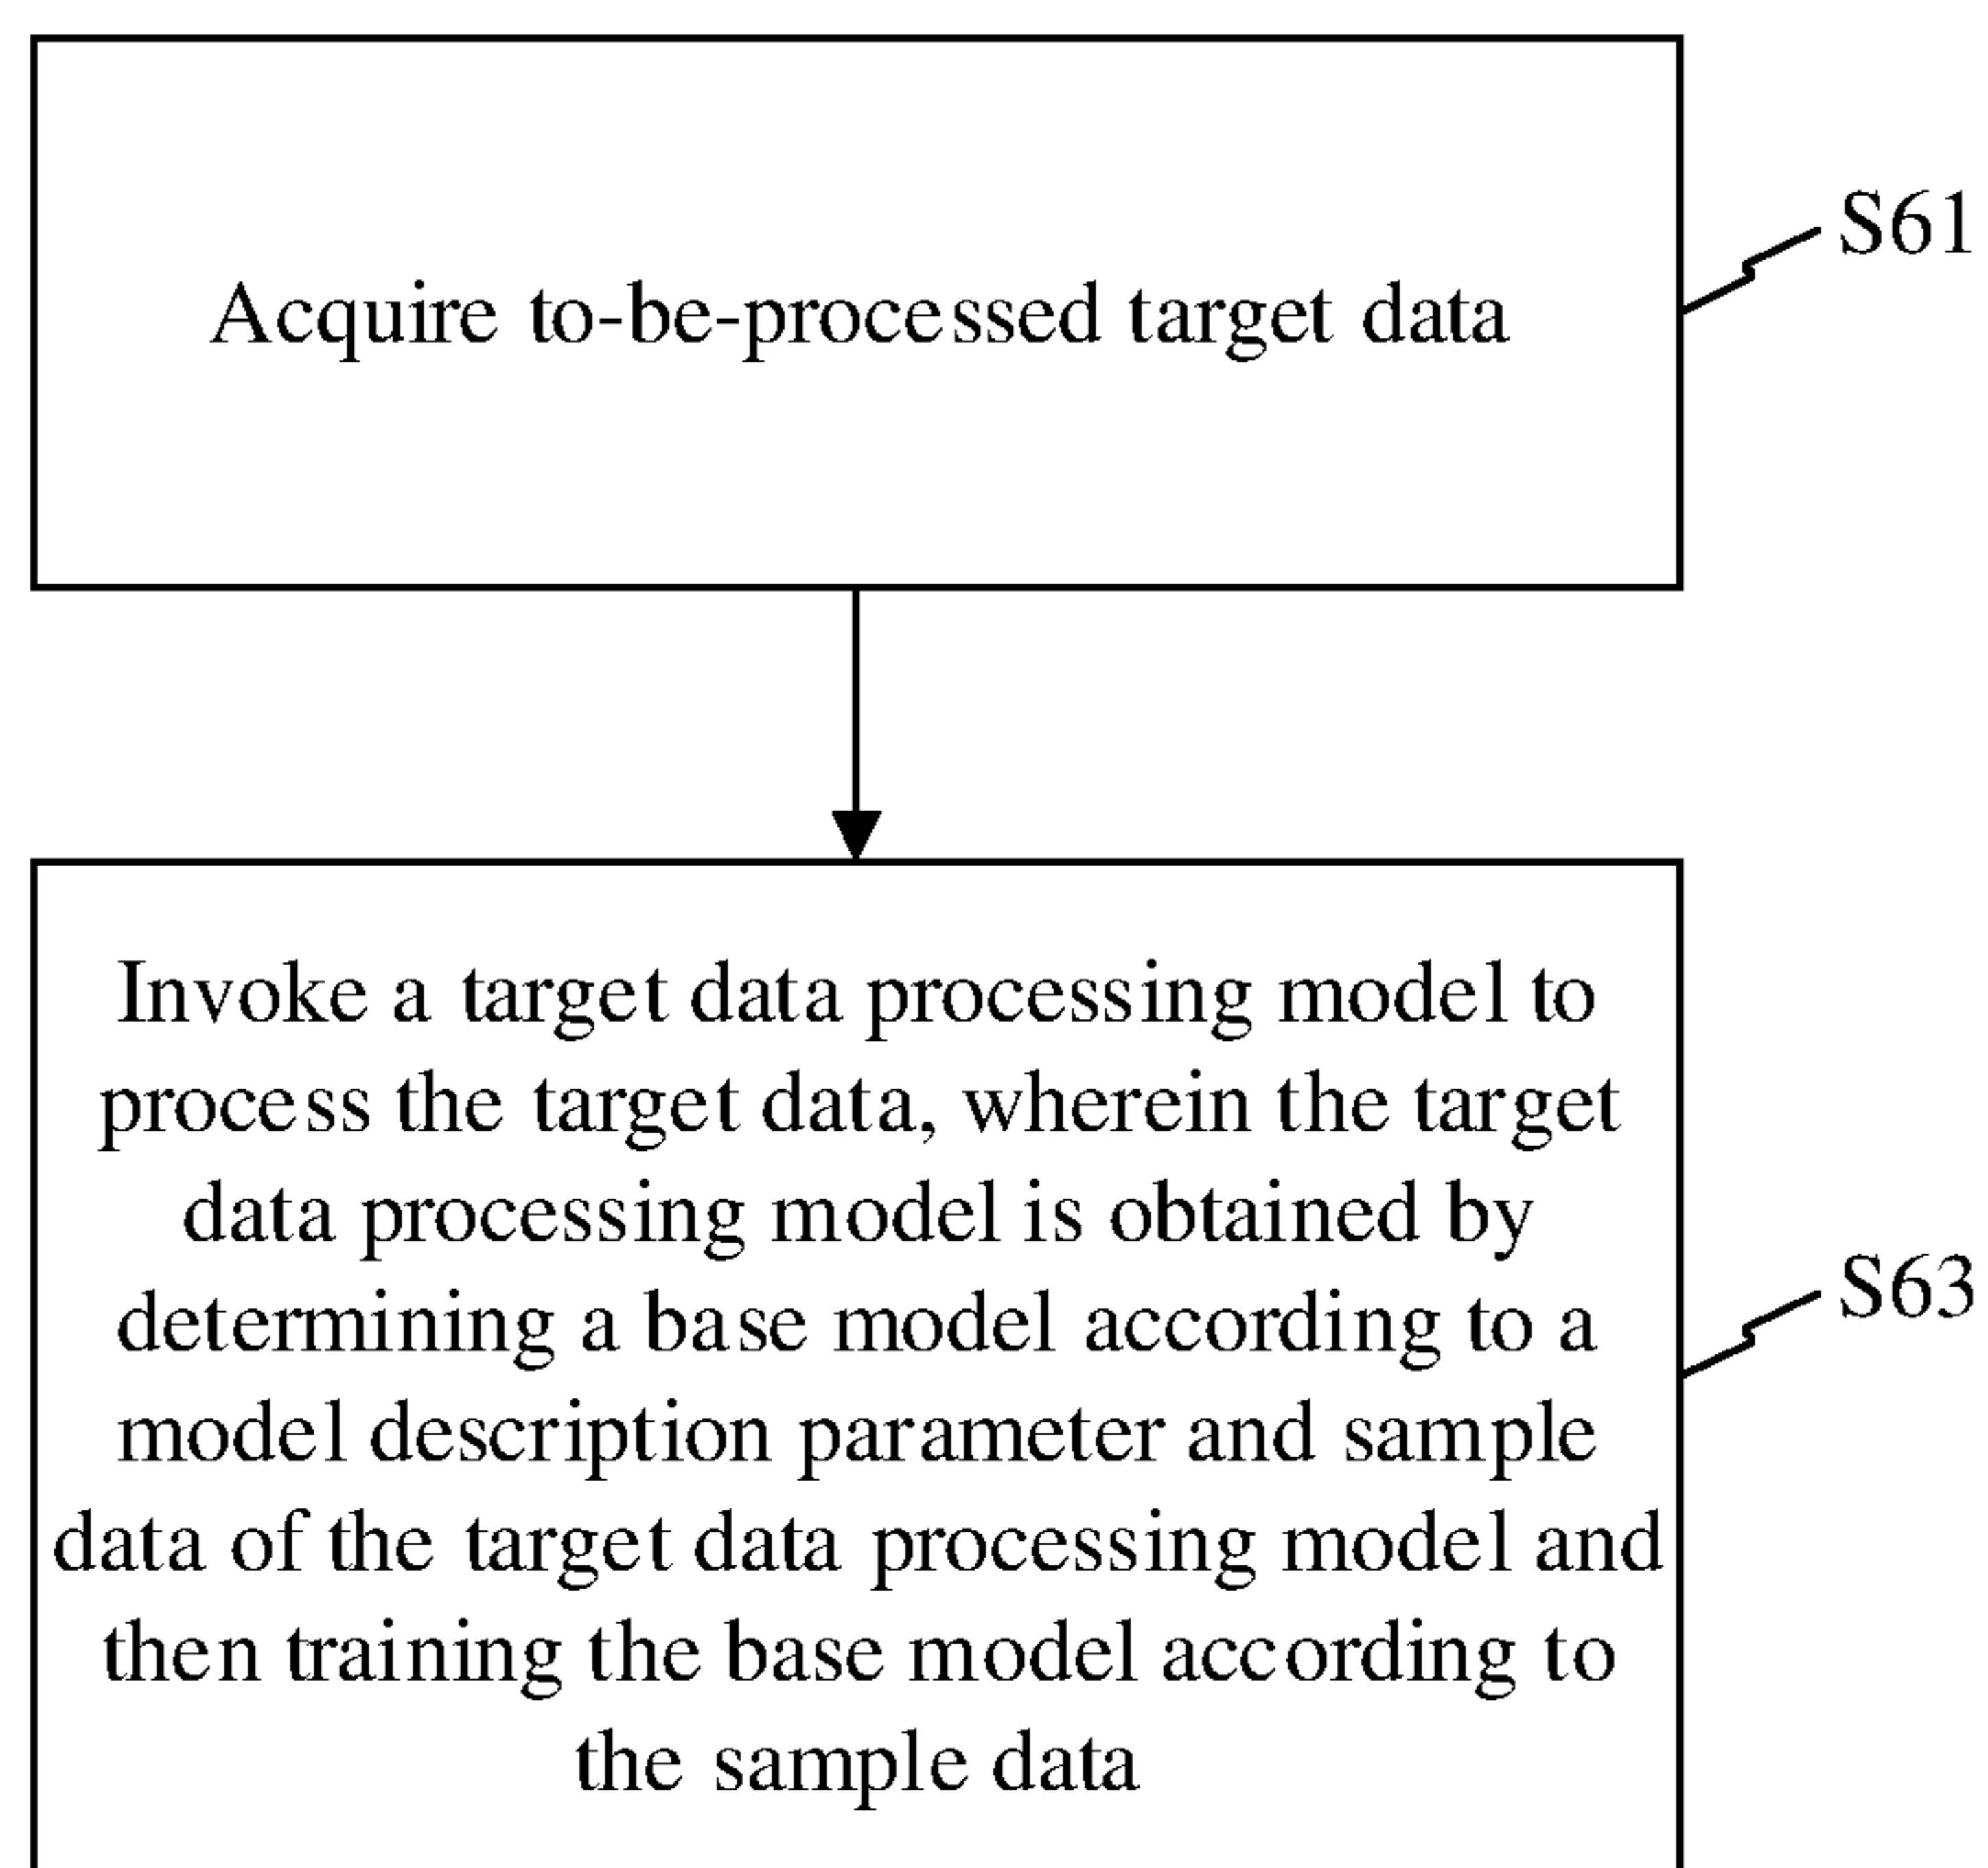 Acquire to-be-processed target data
S61
Invoke a target data processing model to
process the target data, wherein the target
data processing model is obtained by
determining a base model according to a
model description parameter and sample
data of the target data processing model and
then training the base model according to
the sample data
S63